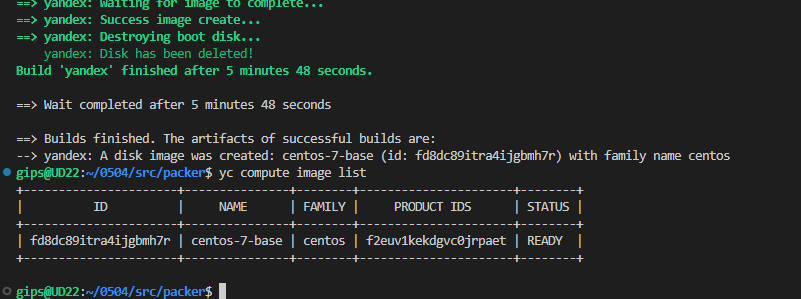 ==> yandex: Waiting for image to complete...
==> yandex: Success image create...
==> yandex: Destroying boot disk...
    yandex: Disk has been deleted!
Build 'yandex' finished after 5 minutes 48 seconds.

==> Wait completed after 5 minutes 48 seconds

==> Builds finished. The artifacts of successful builds are:
--> yandex: A disk image was created: centos-7-base (id: fd8dc89itra4ijgbmh7r) with family name centos
gips@UD22:~/0504/src/packer$ yc compute image list
+----------------------+---------------+--------+----------------------+--------+
|          ID          |     NAME      | FAMILY |     PRODUCT IDS      | STATUS |
+----------------------+---------------+--------+----------------------+--------+
| fd8dc89itra4ijgbmh7r | centos-7-base | centos | f2euv1kekdgvc0jrpaet | READY  |
+----------------------+---------------+--------+----------------------+--------+

gips@UD22:~/0504/src/packer$